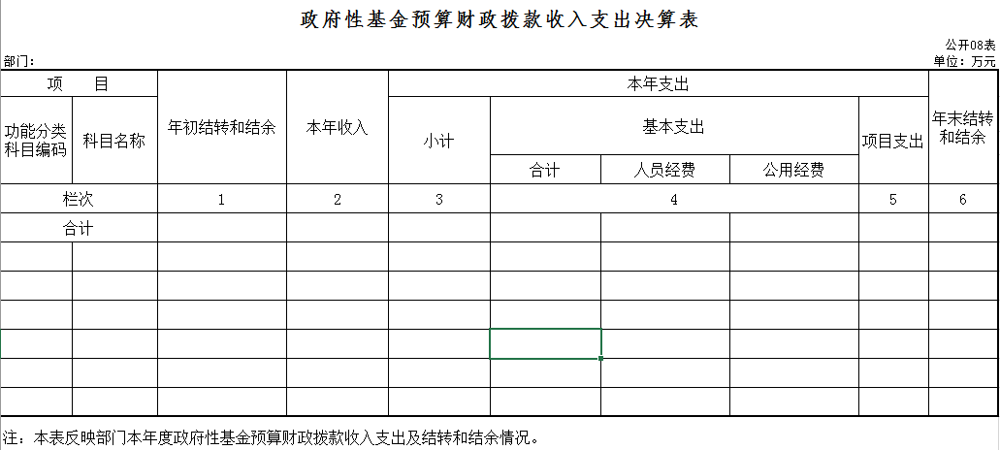 政府性基金预算财政拨款收入支出决算表
公开08表
部门：
单位：万元
项 目
年初结转和结余
本年收入
本年支出
年末结转
和结余
功能分类
科目编码
科目名称
小计
基本支出
项目支出
合计
人员经费
公用经费
栏次 1 2 3 4 5 6
合计
注：本表反映部门本年度政府性基金预算财政拨款收入支出及结转和结余情况。